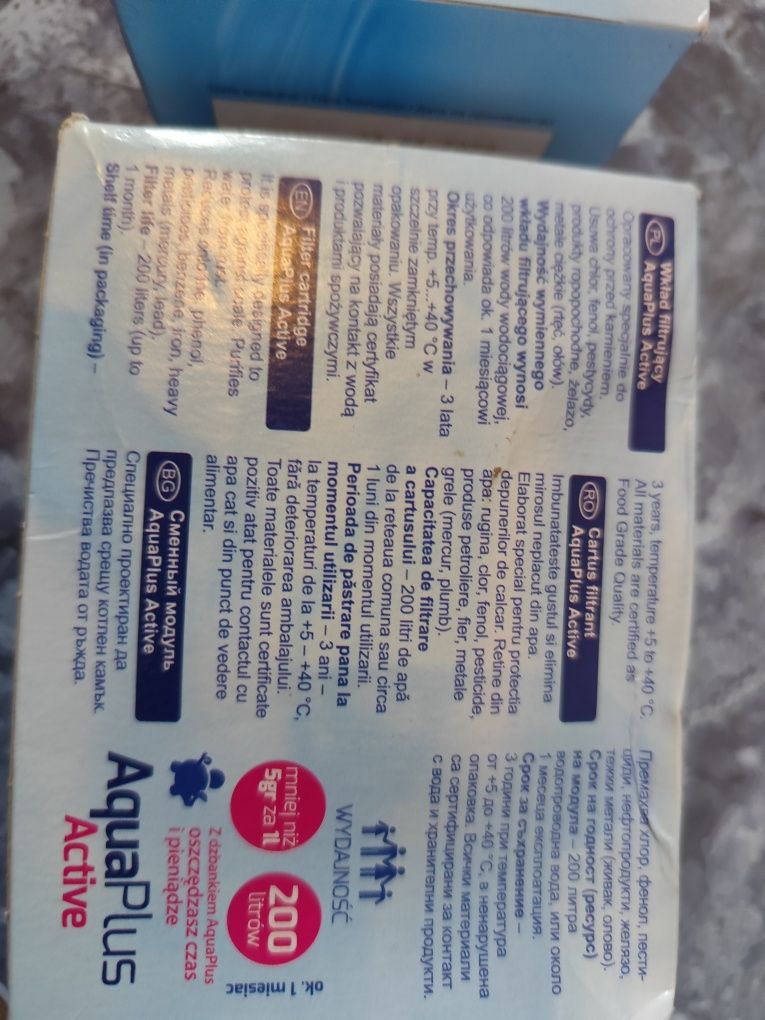 PL Wkład filtrujący
AquaPlus Active
Opracowany specjalnie do
ochrony przed kamieniem.
Usuwa chlor, fenol, pestycydy,
produkty ropopochodne, żelazo,
metale ciężkie (rtęć, ołów).
Wydajność wymiennego
wkładu filtrującego wynosi
200 litrów wody wodociągowej,
co odpowiada ok. 1 miesiącowi
użytkowania.
Okres przechowywania – 3 lata
przy temp. +5...+40 °C w
szczelnie zamkniętym
opakowaniu. Wszystkie
materiały posiadają certyfikat
pozwalający na kontakt z wodą
i produktami spożywczymi.
EN Filter cartridge
AquaPlus Active
It is specifically designed to
protect against scale. Purifies
water
Reduces phenol,
pesticides, benzene, iron, heavy
metals (mercury, lead).
Filter life – 200 liters (up to
1 month).
Shelf time (in packaging) –
3 years, temperature +5 to +40 °C.
All materials are certified as
Food Grade Quality.
RO Cartus filtrant
AquaPlus Active
Imbunatateste gustul si elimina
mirosul neplacut din apa.
Elaborat special pentru protectia
depunerilor de calcar. Retine din
apa: rugina, clor, fenol, pesticide,
produse petroliere, fier, metale
grele (mercur, plumb).
Capacitatea de filtrare
a cartusului – 200 litri de apă
de la reteaua comuna sau circa
1 luni din momentul utilizarii.
Perioada de păstrare pana la
momentul utilizarii – 3 ani –
la temperaturi de la +5 – +40 °C,
fără deteriorarea ambalajului.
Toate materialele sunt certificate
pozitiv atat pentru contactul cu
apa cat si din punct de vedere
alimentar.
BG Сменный модуль
AquaPlus Active
Специално проектиран да
предпазва срещу котлен камък.
Пречиства водата от ръжда.
Премахва хлор, фенол, пести-
циди, нефтопродукти, желязо,
тежки метали (живак, олово).
Срок на годност (ресурс)
на модула – 200 литра
водопроводна вода, или около
1 месеца експлоатация.
Срок за съхранение –
3 години при температура
от +5 до +40 °C, в ненарушена
опаковка. Всички материали
са сертифицирани за контакт
с вода и хранителни продукти.
WYDAJNOŚĆ
mniej niż
5gr za 1l
200
litrów
ok. 1 miesiąc
Z dzbankiem AquaPlus
oszczędzasz czas
i pieniądze
AquaPlus
Active